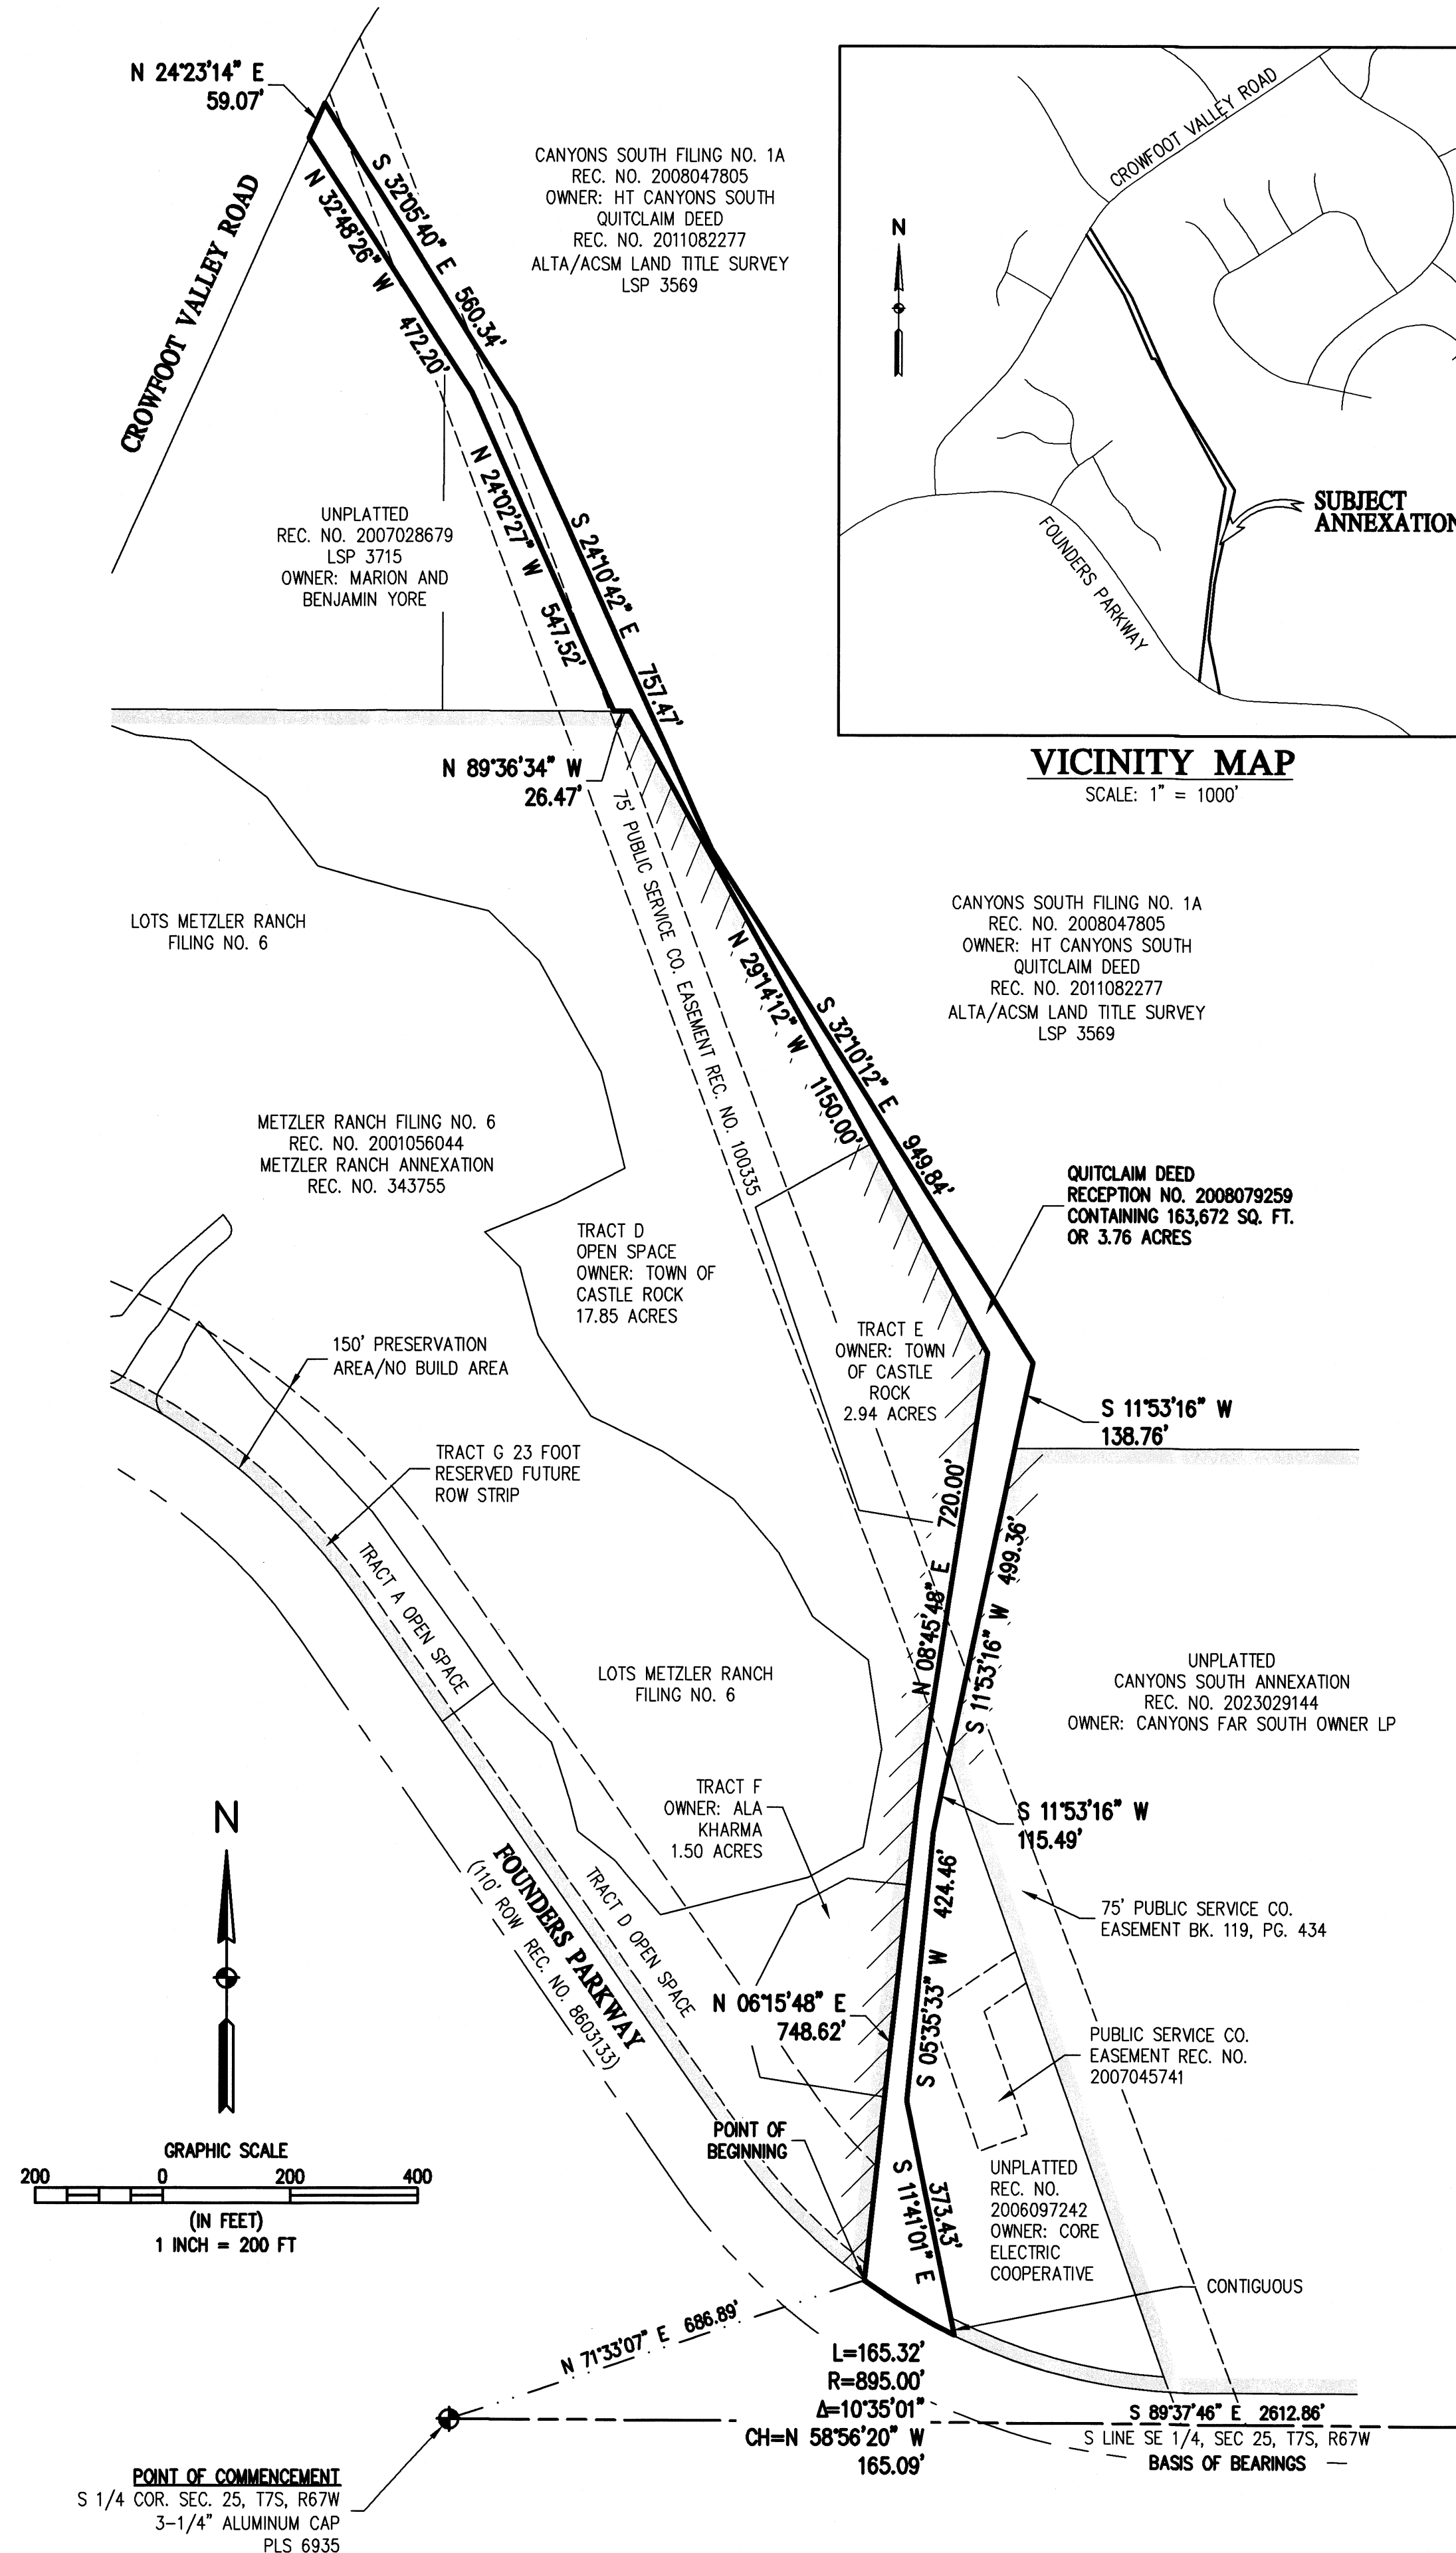 N 24°23'14" E
59.07'
CROWFOOT VALLEY ROAD
N 32°48'26" W 472.20'
S 32°05'40" E 560.34'
CANYONS SOUTH FILING NO. 1A
REC. NO. 2008047805
OWNER: HT CANYONS SOUTH
QUITCLAIM DEED
REC. NO. 2011082277
ALTA/ACSM LAND TITLE SURVEY
LSP 3569
CROWFOOT VALLEY ROAD
N
SUBJECT
ANNEXATION
FOUNDERS PARKWAY
VICINITY MAP
SCALE: 1" = 1000'
UNPLATTED
REC. NO. 2007028679
LSP 3715
OWNER: MARION AND
BENJAMIN YORE
N 24°02'27" W 547.52'
S 24°10'42" E 757.47'
N 89°36'34" W
26.47'
75' PUBLIC SERVICE CO. EASEMENT REC. NO. 100335
LOTS METZLER RANCH
FILING NO. 6
N 29°14'12" W 1150.00'
S 32°10'12" E 949.84'
CANYONS SOUTH FILING NO. 1A
REC. NO. 2008047805
OWNER: HT CANYONS SOUTH
QUITCLAIM DEED
REC. NO. 2011082277
ALTA/ACSM LAND TITLE SURVEY
LSP 3569
METZLER RANCH FILING NO. 6
REC. NO. 2001056044
METZLER RANCH ANNEXATION
REC. NO. 343755
QUITCLAIM DEED
RECEPTION NO. 2008079259
CONTAINING 163,672 SQ. FT.
OR 3.76 ACRES
TRACT D
OPEN SPACE
OWNER: TOWN OF
CASTLE ROCK
17.85 ACRES
TRACT E
OWNER: TOWN
OF CASTLE
ROCK
2.94 ACRES
150' PRESERVATION
AREA/NO BUILD AREA
S 11°53'16" W
138.76'
TRACT G 23 FOOT
RESERVED FUTURE
ROW STRIP
TRACT A OPEN SPACE
N 08°45'48" E 720.00'
S 11°53'16" W 499.36'
LOTS METZLER RANCH
FILING NO. 6
UNPLATTED
CANYONS SOUTH ANNEXATION
REC. NO. 2023029144
OWNER: CANYONS FAR SOUTH OWNER LP
TRACT F
OWNER: ALA
KHARMA
1.50 ACRES
S 11°53'16" W
115.49'
N
FOUNDERS PARKWAY
(110' ROW REC. NO. 8603133)
TRACT D OPEN SPACE
S 05°35'33" W 424.46'
75' PUBLIC SERVICE CO.
EASEMENT BK. 119, PG. 434
N 06°15'48" E
748.62'
PUBLIC SERVICE CO.
EASEMENT REC. NO.
2007045741
POINT OF
BEGINNING
S 11°41'01" E
373.43'
UNPLATTED
REC. NO.
2006097242
OWNER: CORE
ELECTRIC
COOPERATIVE
CONTIGUOUS
GRAPHIC SCALE
200 0 200 400
(IN FEET)
1 INCH = 200 FT
N 71°33'07" E 686.89'
L=165.32'
R=895.00'
Δ=10°35'01"
CH=N 58°56'20" W
165.09'
S 89°37'46" E 2612.86'
S LINE SE 1/4, SEC 25, T7S, R67W
BASIS OF BEARINGS
POINT OF COMMENCEMENT
S 1/4 COR. SEC. 25, T7S, R67W
3-1/4" ALUMINUM CAP
PLS 6935